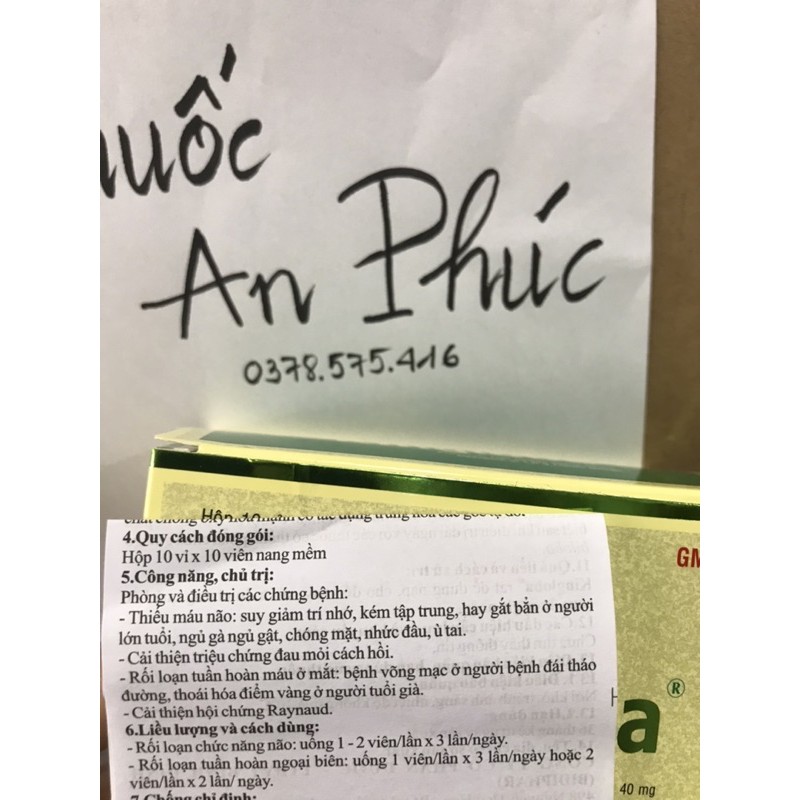 An Phúc
0378.575.416
4.Quy cách đóng gói:
Hộp 10 vỉ x 10 viên nang mềm
5.Công năng, chủ trị:
Phòng và điều trị các chứng bệnh:
- Thiếu máu não: suy giảm trí nhớ, kém tập trung, hay gắt bẳn ở người
lớn tuổi, ngủ gà ngủ gật, chóng mặt, nhức đầu, ù tai.
- Cải thiện triệu chứng đau mỏi cách hồi.
- Rối loạn tuần hoàn máu ở mắt: bệnh võng mạc ở người bệnh đái tháo
đường, thoái hóa điểm vàng ở người tuổi già.
- Cải thiện hội chứng Raynaud.
6.Liều lượng và cách dùng:
- Rối loạn chức năng não: uống 1 - 2 viên/lần x 3 lần/ngày.
- Rối loạn tuần hoàn ngoại biên: uống 1 viên/lần x 3 lần/ngày hoặc 2
viên/lần x 2 lần/ ngày.
7.Chống chỉ định:
GM
a®
40 mg